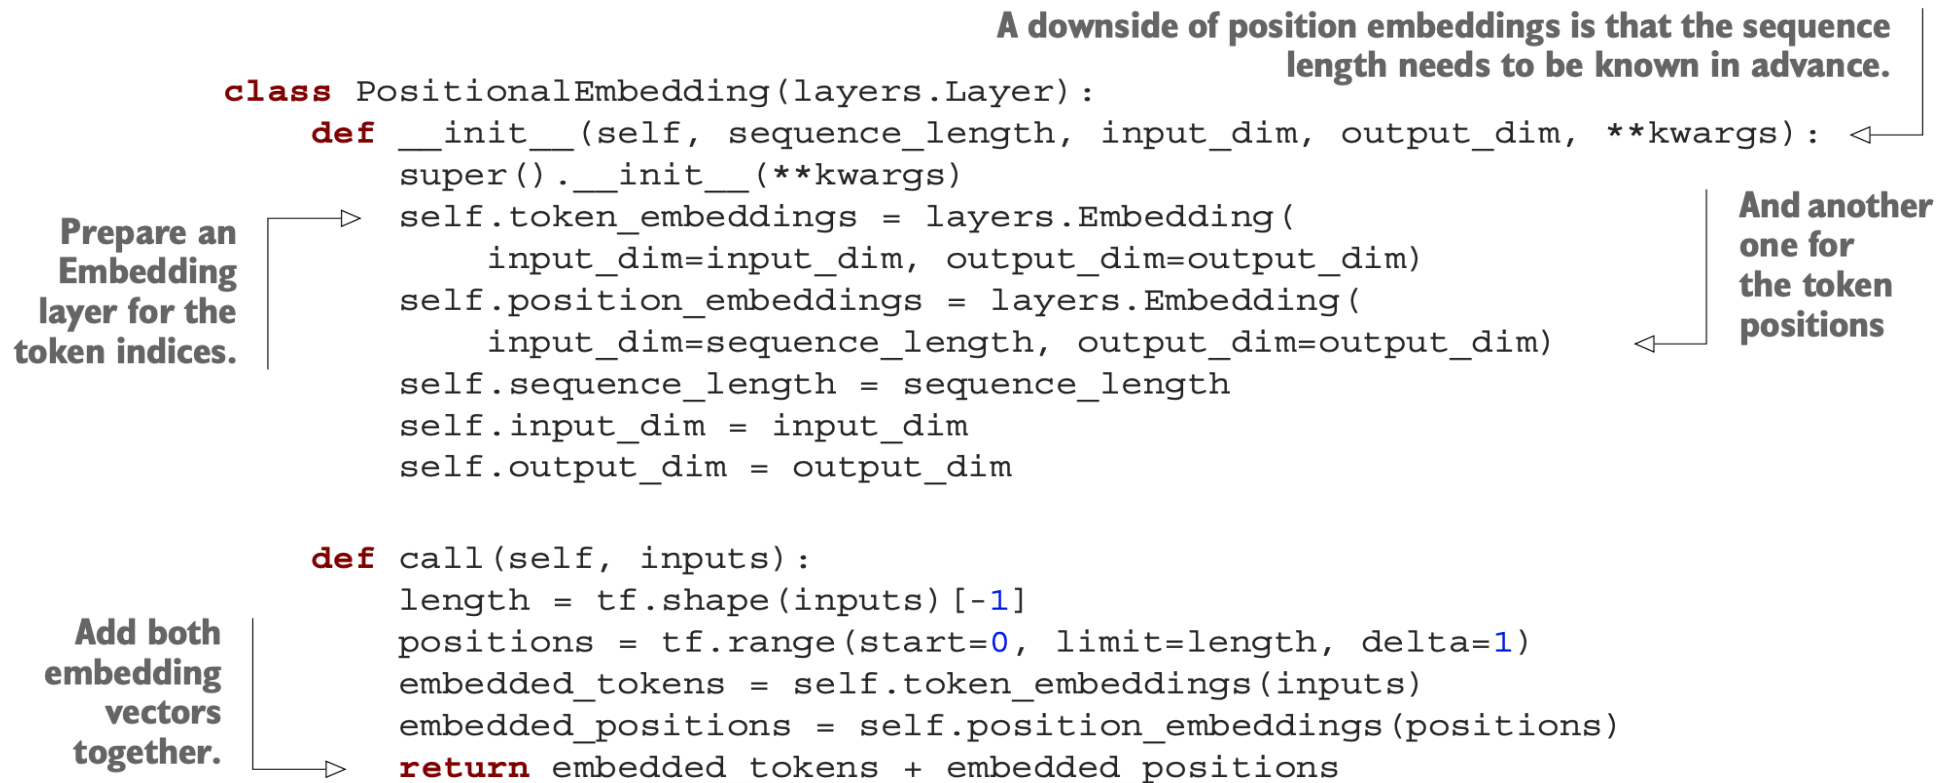 A downside of position embeddings is that the sequence
length needs to be known in advance.
class PositionalEmbedding(layers.Layer):
    def __init__(self, sequence_length, input_dim, output_dim, **kwargs):
        super().__init__(**kwargs)
        self.token_embeddings = layers.Embedding(
            input_dim=input_dim, output_dim=output_dim)
        self.position_embeddings = layers.Embedding(
            input_dim=sequence_length, output_dim=output_dim)
        self.sequence_length = sequence_length
        self.input_dim = input_dim
        self.output_dim = output_dim
Prepare an
Embedding
layer for the
token indices.
And another
one for
the token
positions
    def call(self, inputs):
        length = tf.shape(inputs)[-1]
        positions = tf.range(start=0, limit=length, delta=1)
        embedded_tokens = self.token_embeddings(inputs)
        embedded_positions = self.position_embeddings(positions)
        return embedded_tokens + embedded_positions
Add both
embedding
vectors
together.